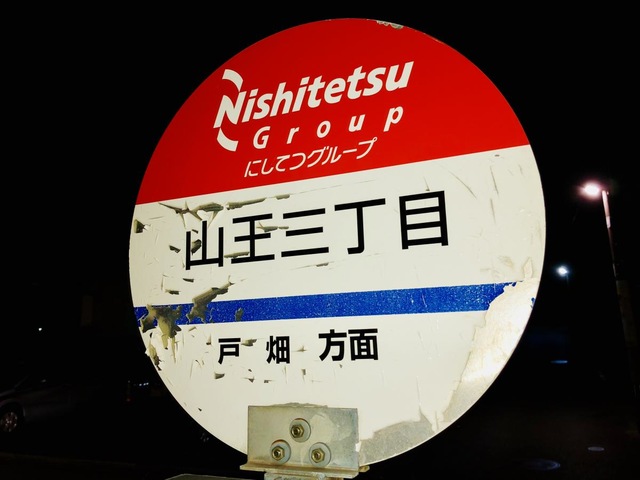 Nishitetsu
Group
にしてつグループ
山王三丁目
戸畑 方面